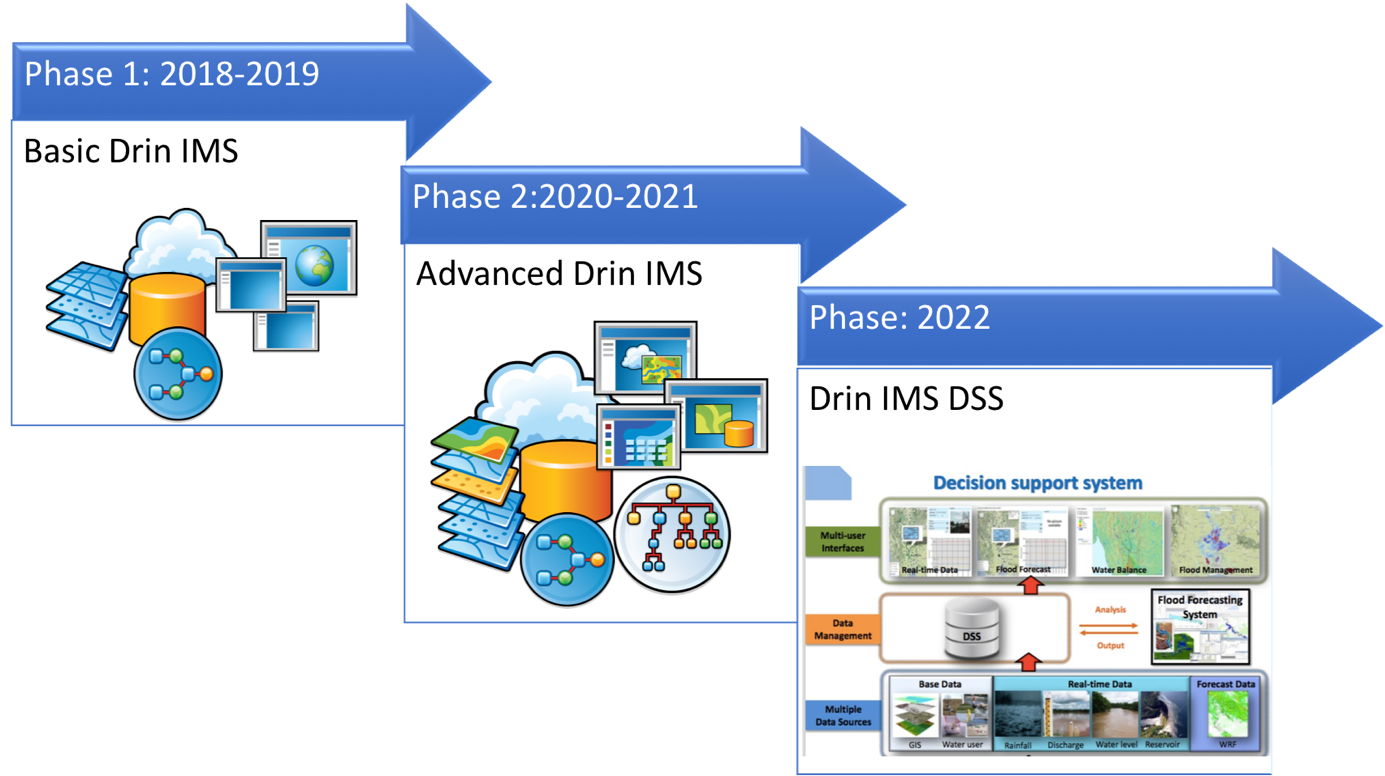 Phase 1: 2018-2019
Basic Drin IMS
Phase 2:2020-2021
Advanced Drin IMS
Phase: 2022
Drin IMS DSS
Decision support system
Multi-user
Interfaces
Real-time Data
Flood Forecast
Water Balance
Flood Management
Data
Management
DSS
Analysis
Output
Flood Forecasting
System
Multiple
Data Sources
Base Data
Real-time Data
Forecast Data
GIS
Water user
Rainfall
Discharge
Water level
Reservoir
WRF